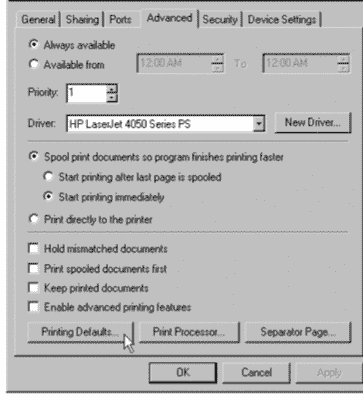 General Sharing Ports Advanced Security Device Settings
Always available
Available from 12:00 AM To 12:00 AM
Priority: 1
Driver: HP LaserJet 4050 Series PS New Driver...
Spool print documents so program finishes printing faster
Start printing after last page is spooled
Start printing immediately
Print directly to the printer
Hold mismatched documents
Print spooled documents first
Keep printed documents
Enable advanced printing features
Printing Defaults... Print Processor... Separator Page...
OK Cancel Apply